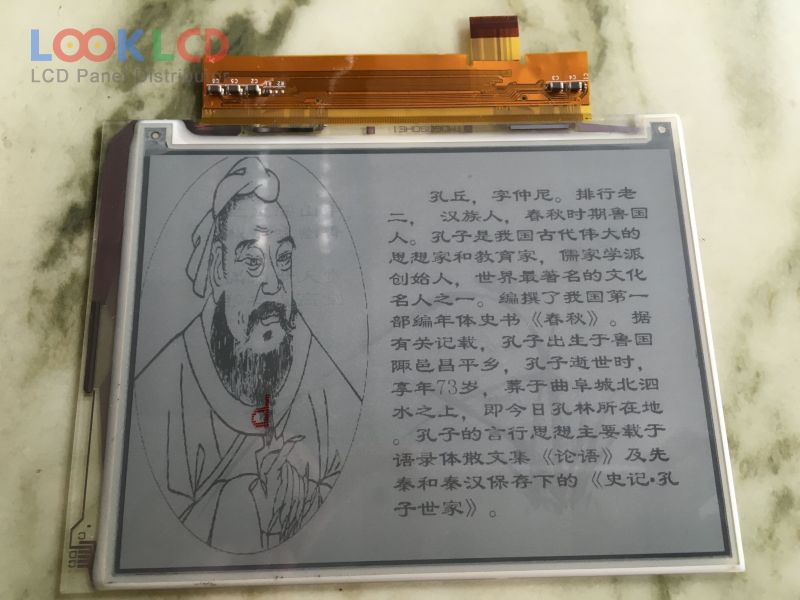 LOOK LCD
LCD Panel Distributor
C6 C5 C2
C4
孔丘，字仲尼。排行老
二， 汉族人，春秋时期鲁国
人。孔子是我国古代伟大的
思想家和教育家，儒家学派
创始人，世界最著名的文化
名人之一。编撰了我国第一
部编年体史书《春秋》。据
有关记载，孔子出生于鲁国
陬邑昌平乡，孔子逝世时，
享年73岁，葬于曲阜城北泗
水之上，即今日孔林所在地
。孔子的言行思想主要载于
语录体散文集《论语》及先
秦和秦汉保存下的《史记·孔
子世家》。